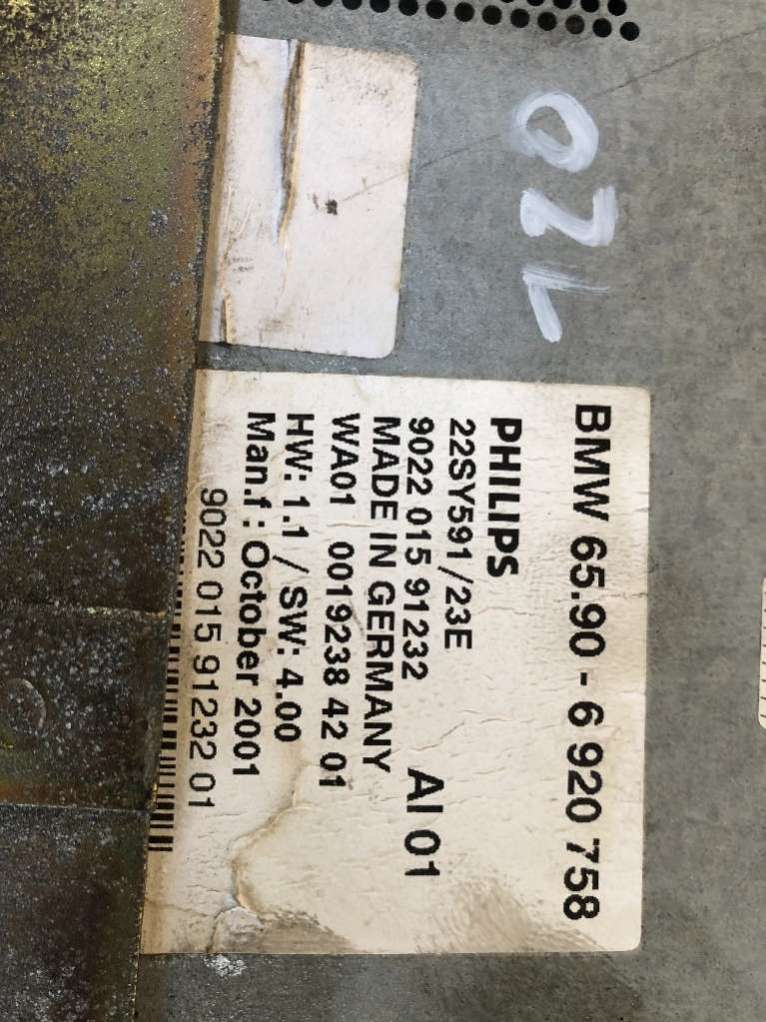 BMW 65.90 - 6 920 758
PHILIPS
22SY591/23E
9022 015 91232 AI 01
MADE IN GERMANY
WA01 0019238 42 01
HW: 1.1 / SW: 4.00
Man.f : October 2001
9022 015 91232 01